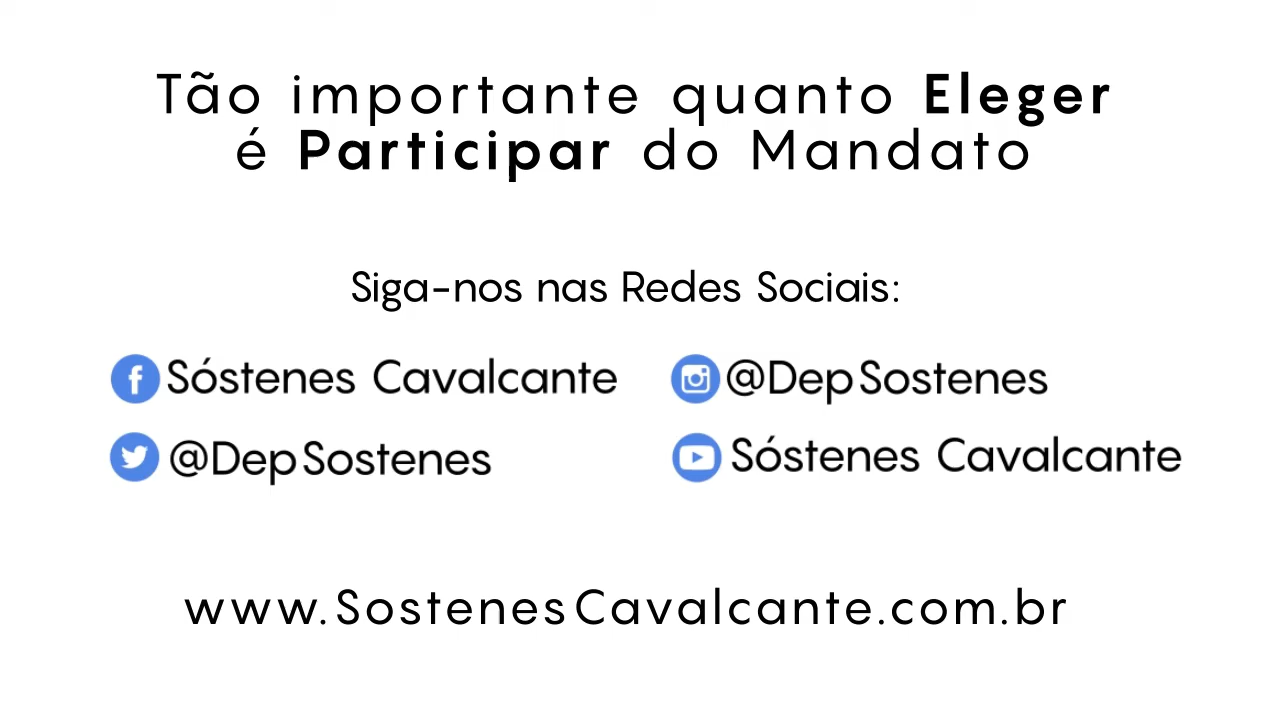 Tão importante quanto Eleger
é Participar do Mandato
Siga-nos nas Redes Sociais:
Sóstenes Cavalcante
@DepSostenes
@DepSostenes
Sóstenes Cavalcante
www.SostenesCavalcante.com.br